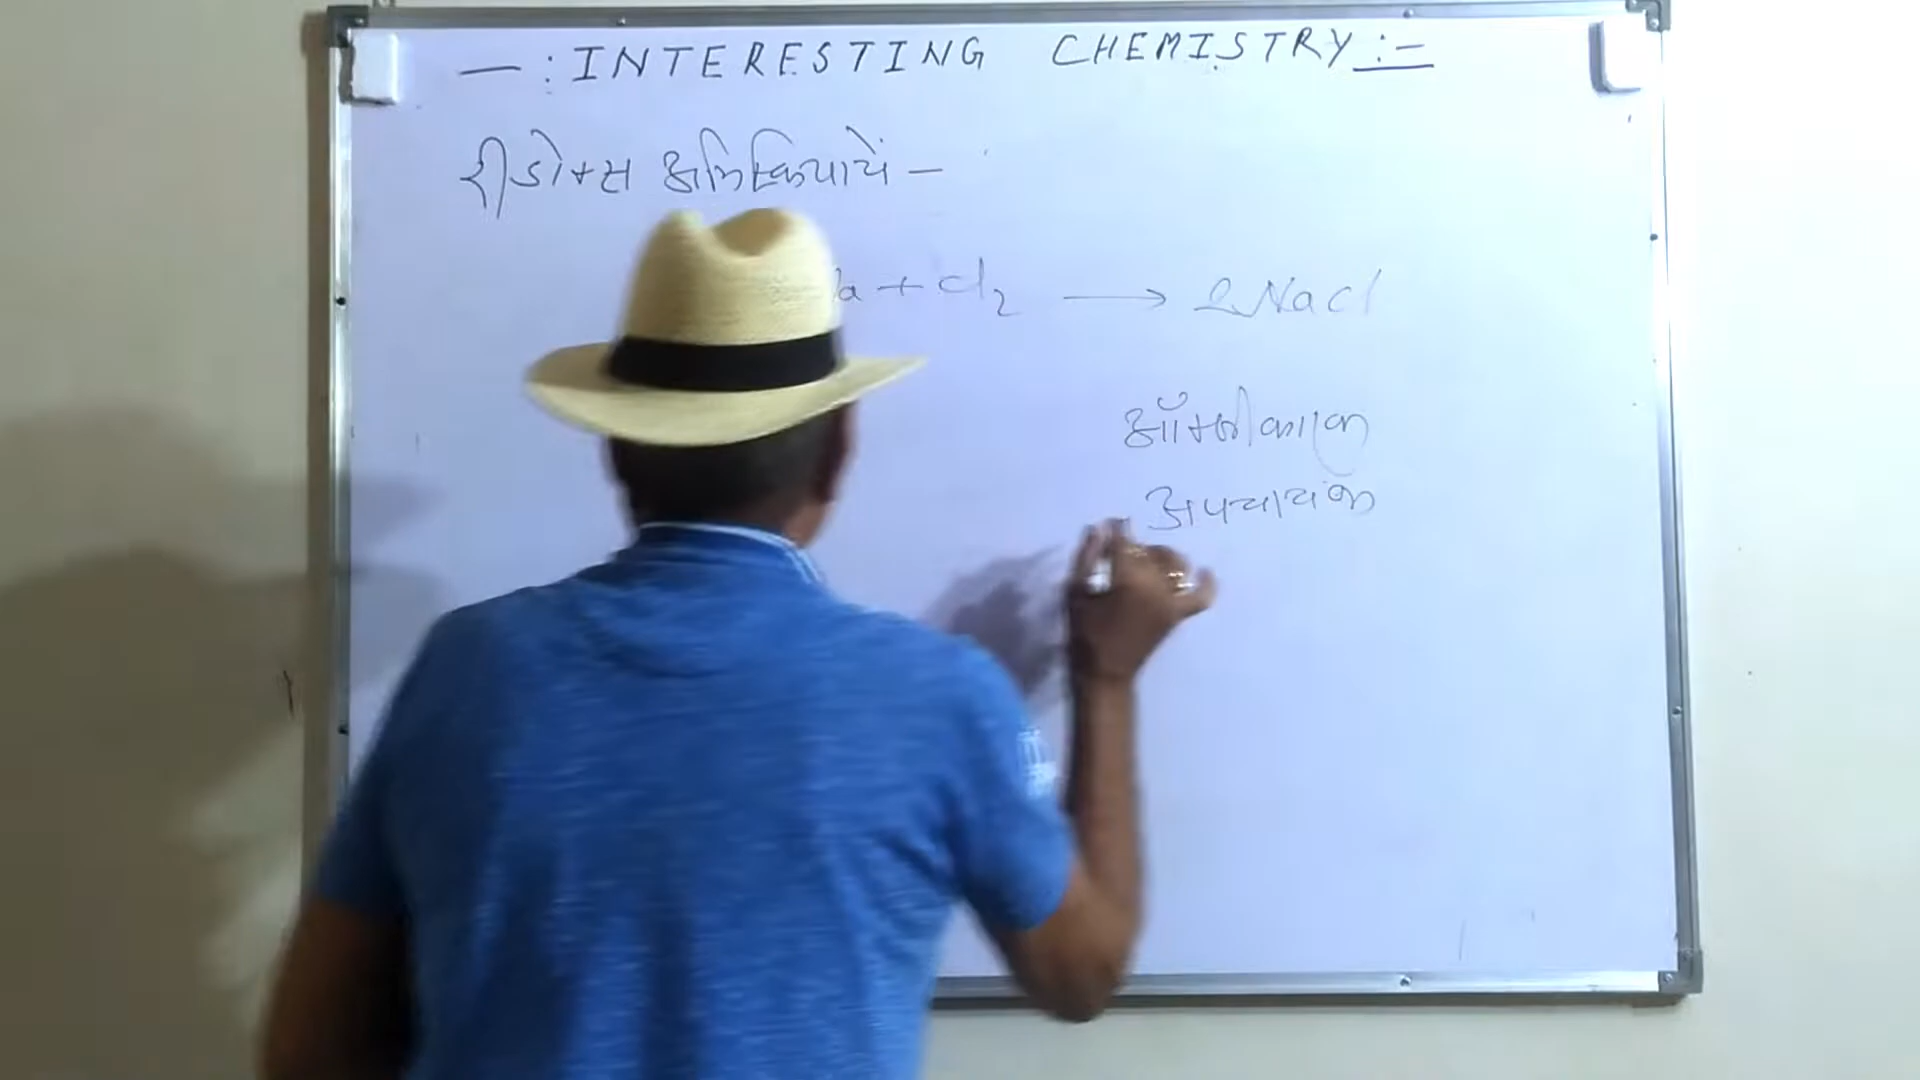 —: INTERESTING CHEMISTRY :—
रीडोक्स अभिक्रियायें —
a + Cl₂ → 2NaCl
ऑक्सीकारक
अपचायक